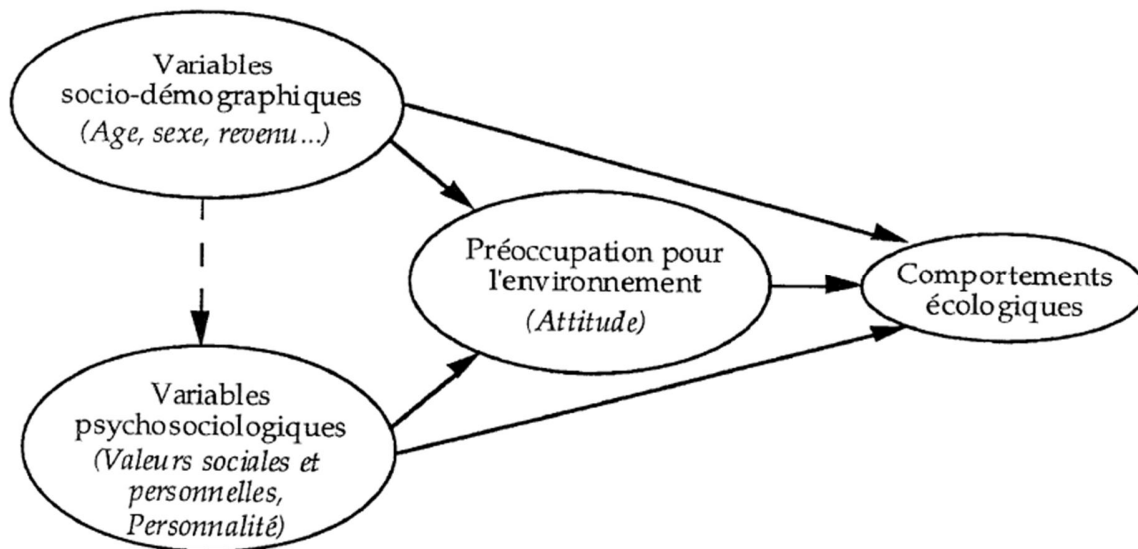 Variables
socio-démographiques
(Age, sexe, revenu...)
Préoccupation pour
l'environnement
(Attitude)
Comportements
écologiques
Variables
psychosociologiques
(Valeurs sociales et
personnelles,
Personnalité)